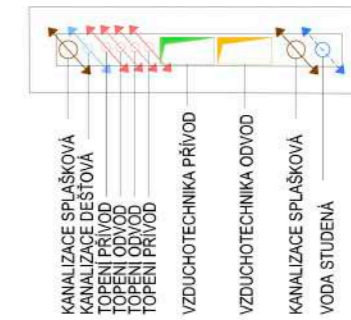 KANALIZACE SPLAŠKOVÁ
KANALIZACE DEŠŤOVÁ
TOPENÍ PŘÍVOD
TOPENÍ ODVOD
TOPENÍ ODVOD
TOPENÍ PŘÍVOD
VZDUCHOTECHNIKA PŘÍVOD
VZDUCHOTECHNIKA ODVOD
KANALIZACE SPLAŠKOVÁ
VODA STUDENÁ